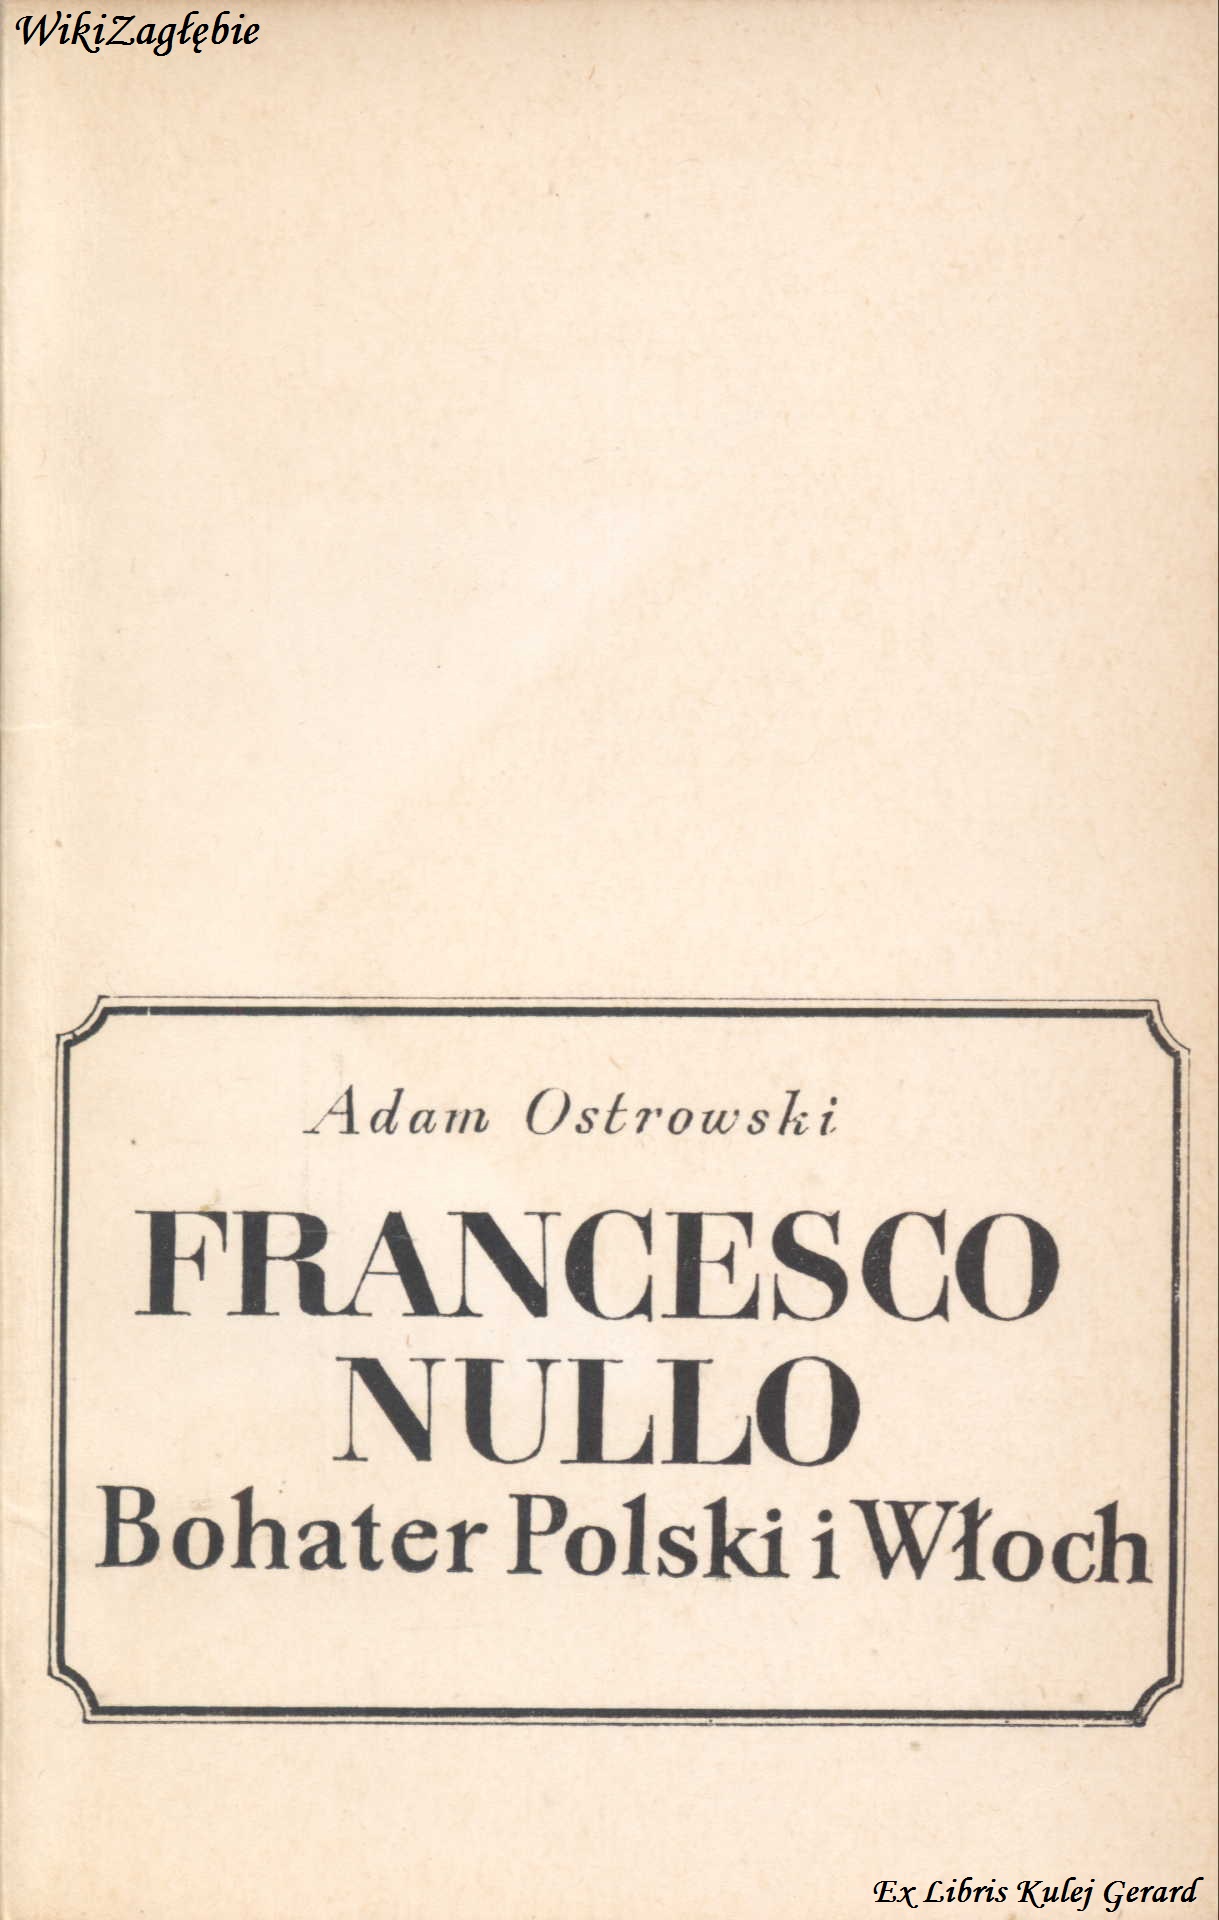 WikiZagłębie
Adam Ostrowski
FRANCESCO
NULLO
Bohater Polski i Włoch
Ex Libris Kulej Gerard